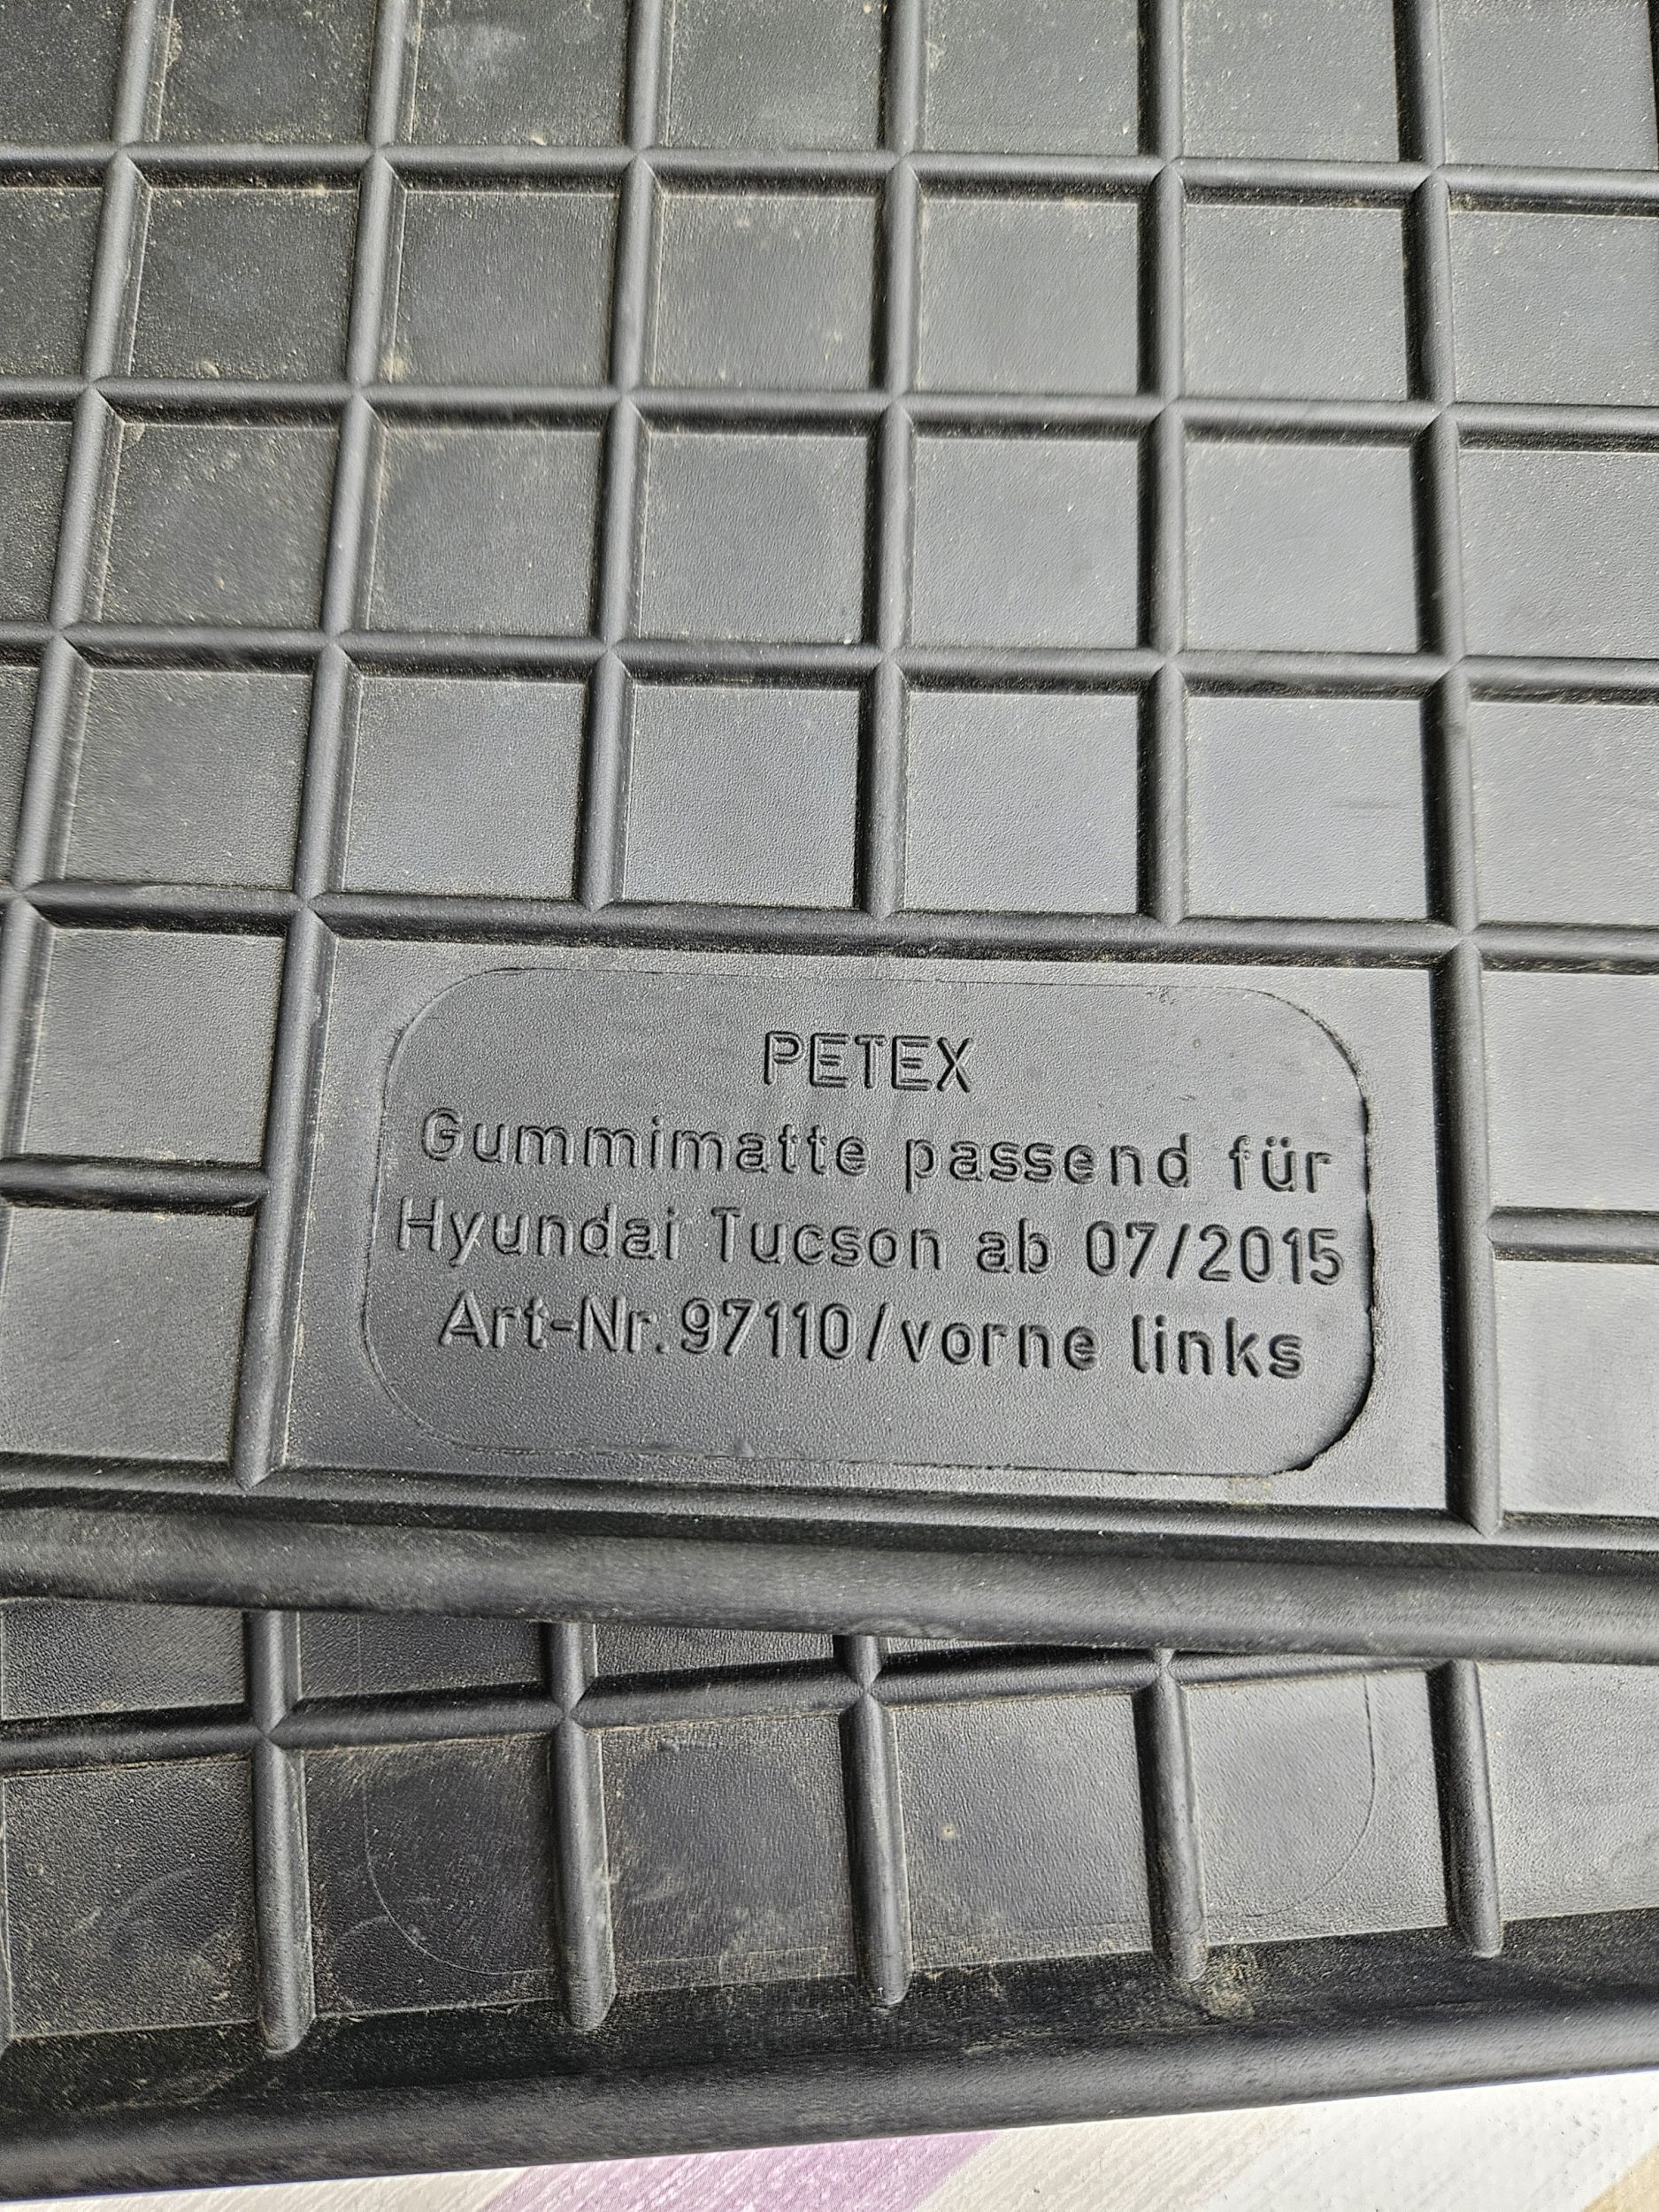 PETEX
Gummimatte passend für
Hyundai Tucson ab 07/2015
Art-Nr. 97110/vorne links